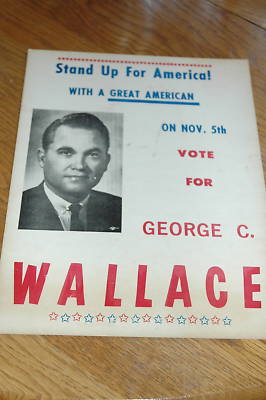 Stand Up For America!
WITH A GREAT AMERICAN
ON NOV. 5th
VOTE
FOR
GEORGE C.
WALLACE